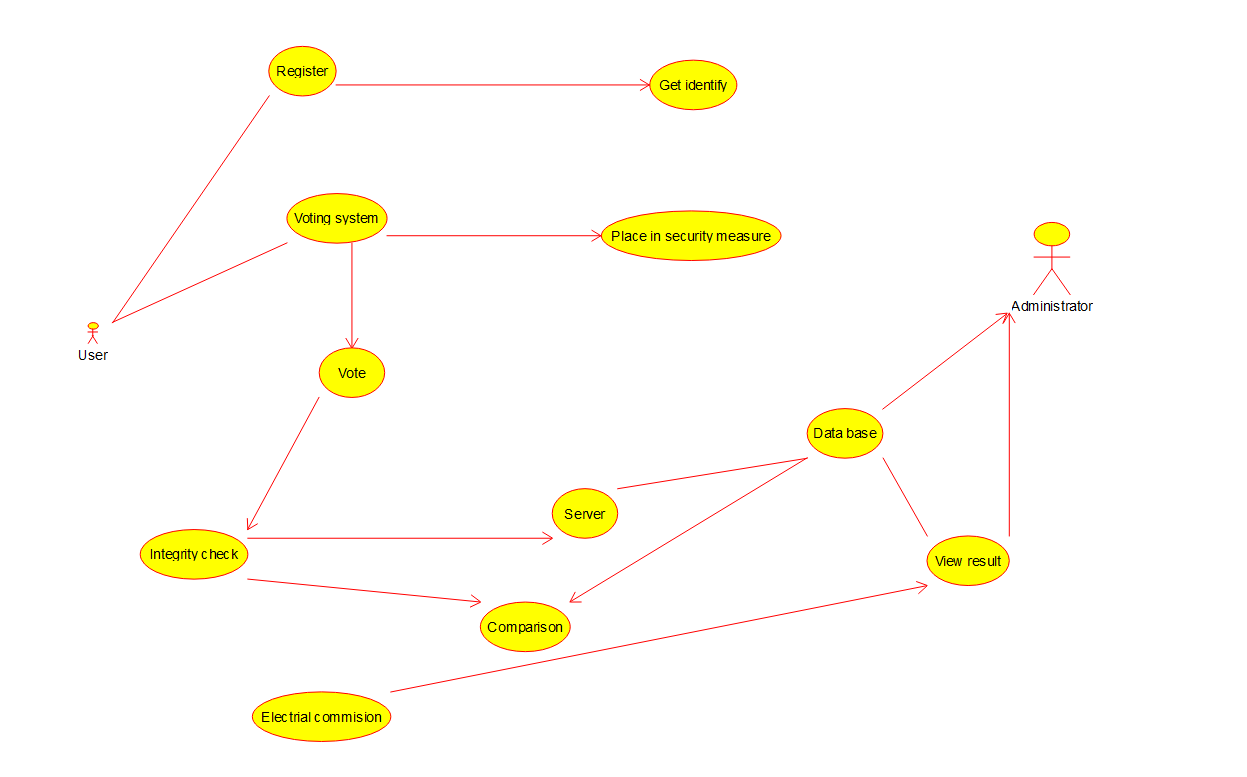 Register
Get identify
Voting system
Place in security measure
Administrator
User
Vote
Data base
Server
Integrity check
View result
Comparison
Electrial commision